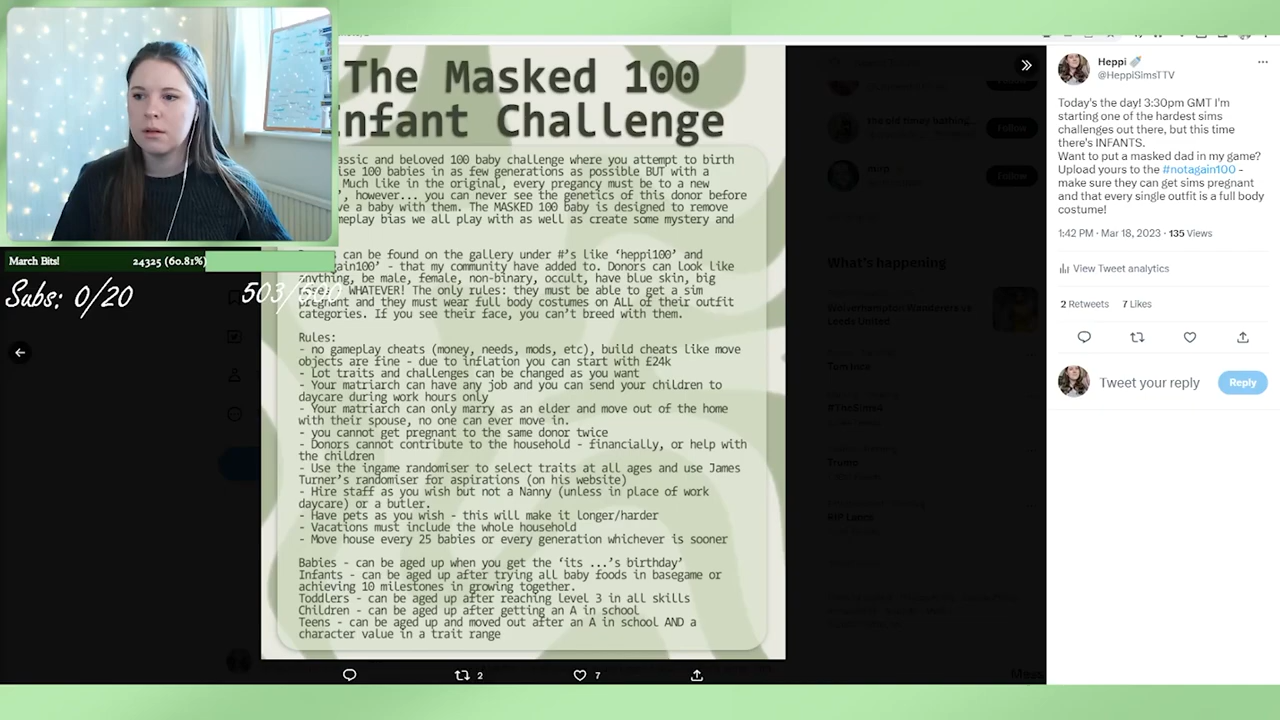 The Masked 100
Infant Challenge
assic and beloved 100 baby challenge where you attempt to birth
ise 100 babies in as few generations as possible BUT with a
Much like in the original, every pregancy must be to a new
', however... you can never see the genetics of this donor before
ve a baby with them. The MASKED 100 baby is designed to remove
meplay bias we all play with as well as create some mystery and
can be found on the gallery under #'s like 'heppi100' and
gain100' - that my community have added to. Donors can look like
anything, be male, female, non-binary, occult, have blue skin, big
WHATEVER! The only rules: they must be able to get a sim
pregnant and they must wear full body costumes on ALL of their outfit
categories. If you see their face, you can't breed with them.
Rules:
- no gameplay cheats (money, needs, mods, etc), build cheats like move
objects are fine - due to inflation you can start with £24k
- Lot traits and challenges can be changed as you want
- Your matriarch can have any job and you can send your children to
daycare during work hours only
- Your matriarch can only marry as an elder and move out of the home
with their spouse, no one can ever move in.
- you cannot get pregnant to the same donor twice
- Donors cannot contribute to the household - financially, or help with
the children
- Use the ingame randomiser to select traits at all ages and use James
Turner's randomiser for aspirations (on his website)
- Hire staff as you wish but not a Nanny (unless in place of work
daycare) or a butler.
- Have pets as you wish - this will make it longer/harder
- Vacations must include the whole household
- Move house every 25 babies or every generation whichever is sooner
Babies - can be aged up when you get the 'its ...'s birthday'
Infants - can be aged up after trying all baby foods in basegame or
achieving 10 milestones in growing together.
Toddlers - can be aged up after reaching level 3 in all skills
Children - can be aged up after getting an A in school
Teens - can be aged up and moved out after an A in school AND a
character value in a trait range
2
7
March Bits!
24325 (60.81%)
Subs: 0/20
503/
Heppi
@HeppiSimsTTV
Today's the day! 3:30pm GMT I'm
starting one of the hardest sims
challenges out there, but this time
there's INFANTS.
Want to put a masked dad in my game?
Upload yours to the #notagain100 -
make sure they can get sims pregnant
and that every single outfit is a full body
costume!
1:42 PM · Mar 18, 2023 · 135 Views
View Tweet analytics
2 Retweets 7 Likes
Tweet your reply
Reply
the old timey bathing...
Follow
mirp
Follow
What's happening
Wolverhampton Wanderers vs
Leeds United
Tom Ince
#TheSims4
Trump
RIP Lance